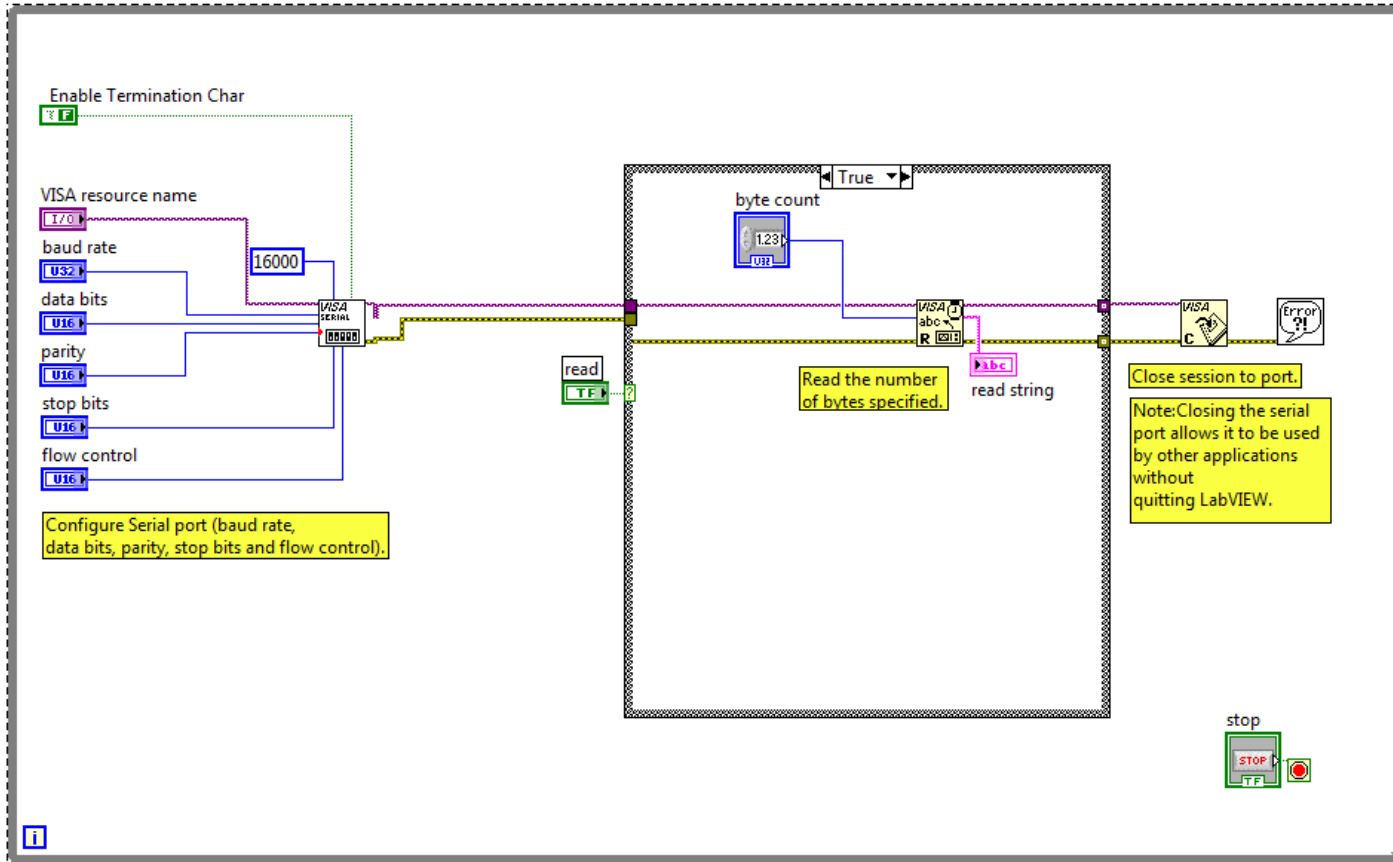 Enable Termination Char
F
VISA resource name
I/O
baud rate
U32
16000
data bits
U16
VISA
SERIAL
parity
U16
stop bits
U16
flow control
U16
Configure Serial port (baud rate,
data bits, parity, stop bits and flow control).
True
byte count
1.23
U32
VISA
abc
R
abc
read string
Read the number
of bytes specified.
read
TF
?
VISA
C
Error
?!
Close session to port.
Note:Closing the serial
port allows it to be used
by other applications
without
quitting LabVIEW.
stop
STOP
TF
i